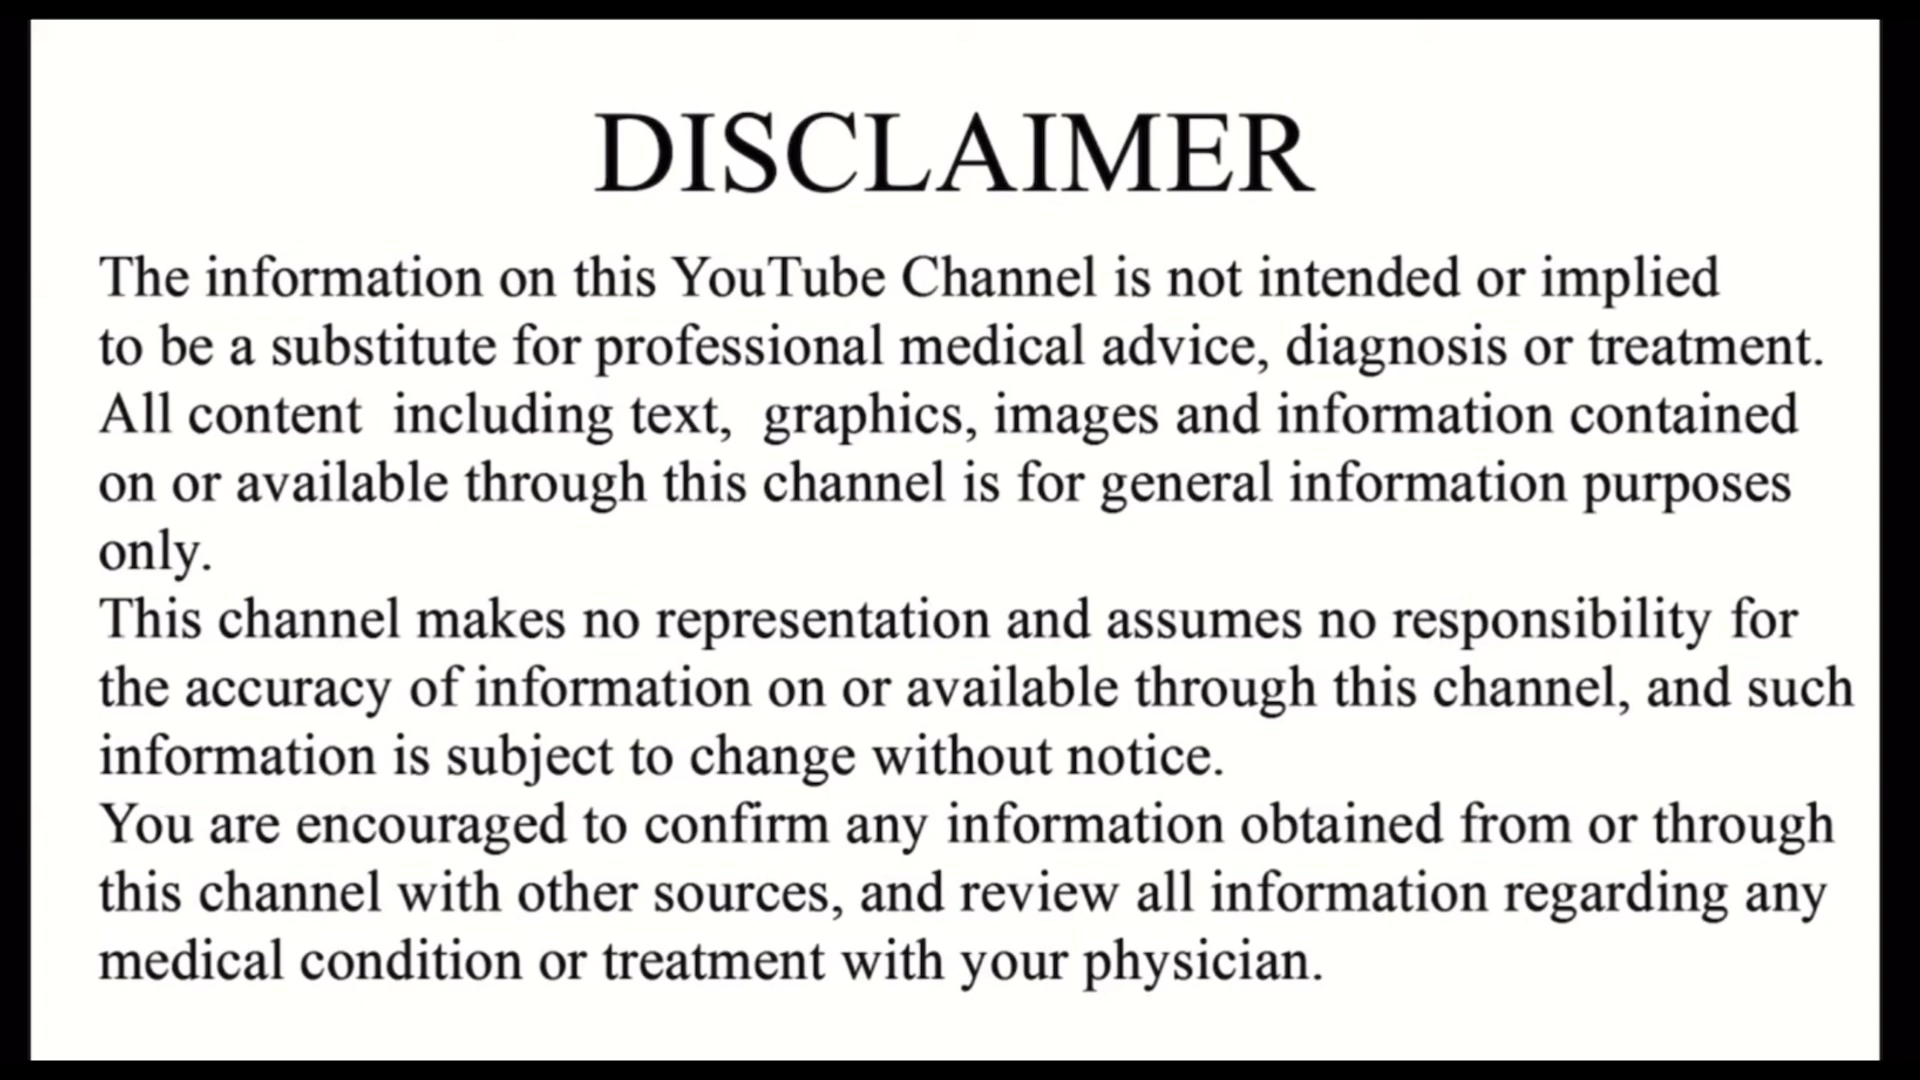 DISCLAIMER
The information on this YouTube Channel is not intended or implied
to be a substitute for professional medical advice, diagnosis or treatment.
All content  including text,  graphics, images and information contained
on or available through this channel is for general information purposes
only.
This channel makes no representation and assumes no responsibility for
the accuracy of information on or available through this channel, and such
information is subject to change without notice.
You are encouraged to confirm any information obtained from or through
this channel with other sources, and review all information regarding any
medical condition or treatment with your physician.